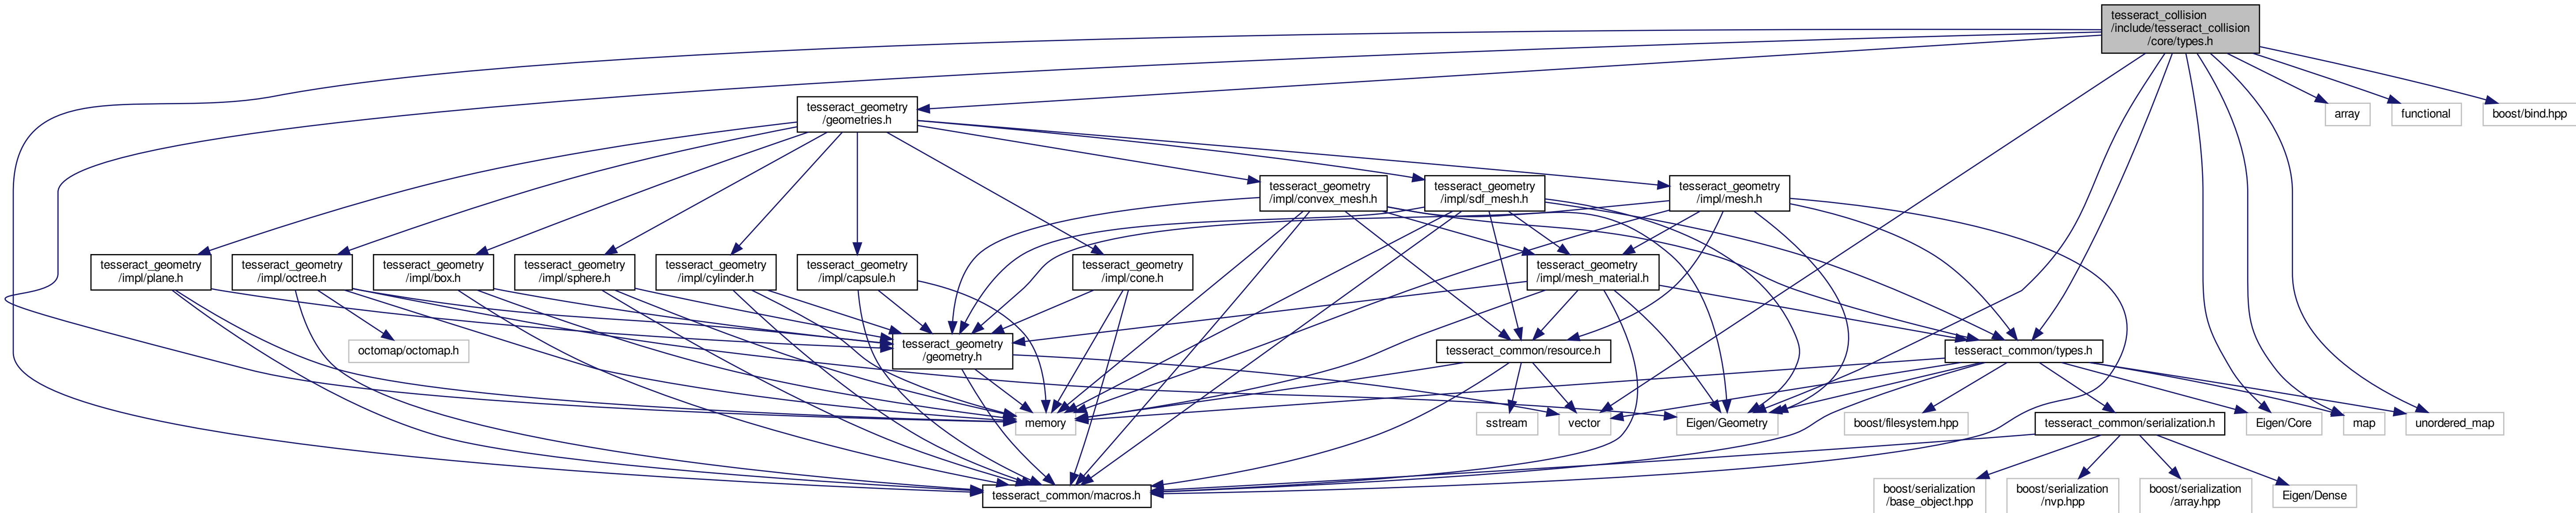 tesseract_collision
/include/tesseract_collision
/core/types.h
tesseract_geometry
/geometries.h
array
functional
boost/bind.hpp
tesseract_geometry
/impl/convex_mesh.h
tesseract_geometry
/impl/sdf_mesh.h
tesseract_geometry
/impl/mesh.h
tesseract_geometry
/impl/plane.h
tesseract_geometry
/impl/octree.h
tesseract_geometry
/impl/box.h
tesseract_geometry
/impl/sphere.h
tesseract_geometry
/impl/cylinder.h
tesseract_geometry
/impl/capsule.h
tesseract_geometry
/impl/cone.h
tesseract_geometry
/impl/mesh_material.h
octomap/octomap.h
tesseract_geometry
/geometry.h
tesseract_common/resource.h
tesseract_common/types.h
memory
sstream
vector
Eigen/Geometry
boost/filesystem.hpp
tesseract_common/serialization.h
Eigen/Core
map
unordered_map
tesseract_common/macros.h
boost/serialization
/base_object.hpp
boost/serialization
/nvp.hpp
boost/serialization
/array.hpp
Eigen/Dense